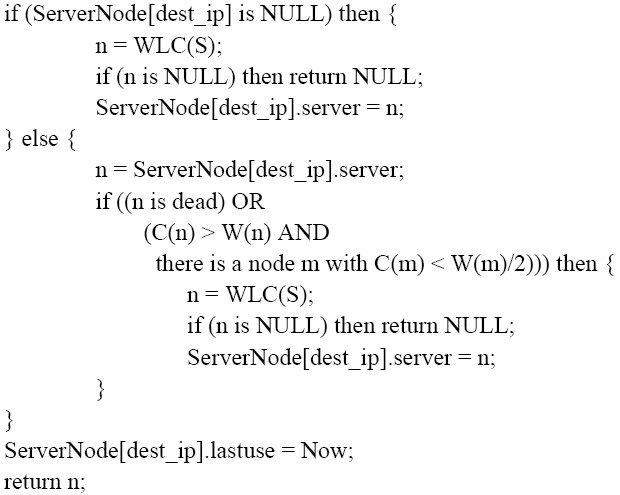 if (ServerNode[dest_ip] is NULL) then {
n = WLC(S);
if (n is NULL) then return NULL;
ServerNode[dest_ip].server = n;
} else {
n = ServerNode[dest_ip].server;
if ((n is dead) OR
(C(n) > W(n) AND
there is a node m with C(m) < W(m)/2))) then {
n = WLC(S);
if (n is NULL) then return NULL;
ServerNode[dest_ip].server = n;
}
}
ServerNode[dest_ip].lastuse = Now;
return n;